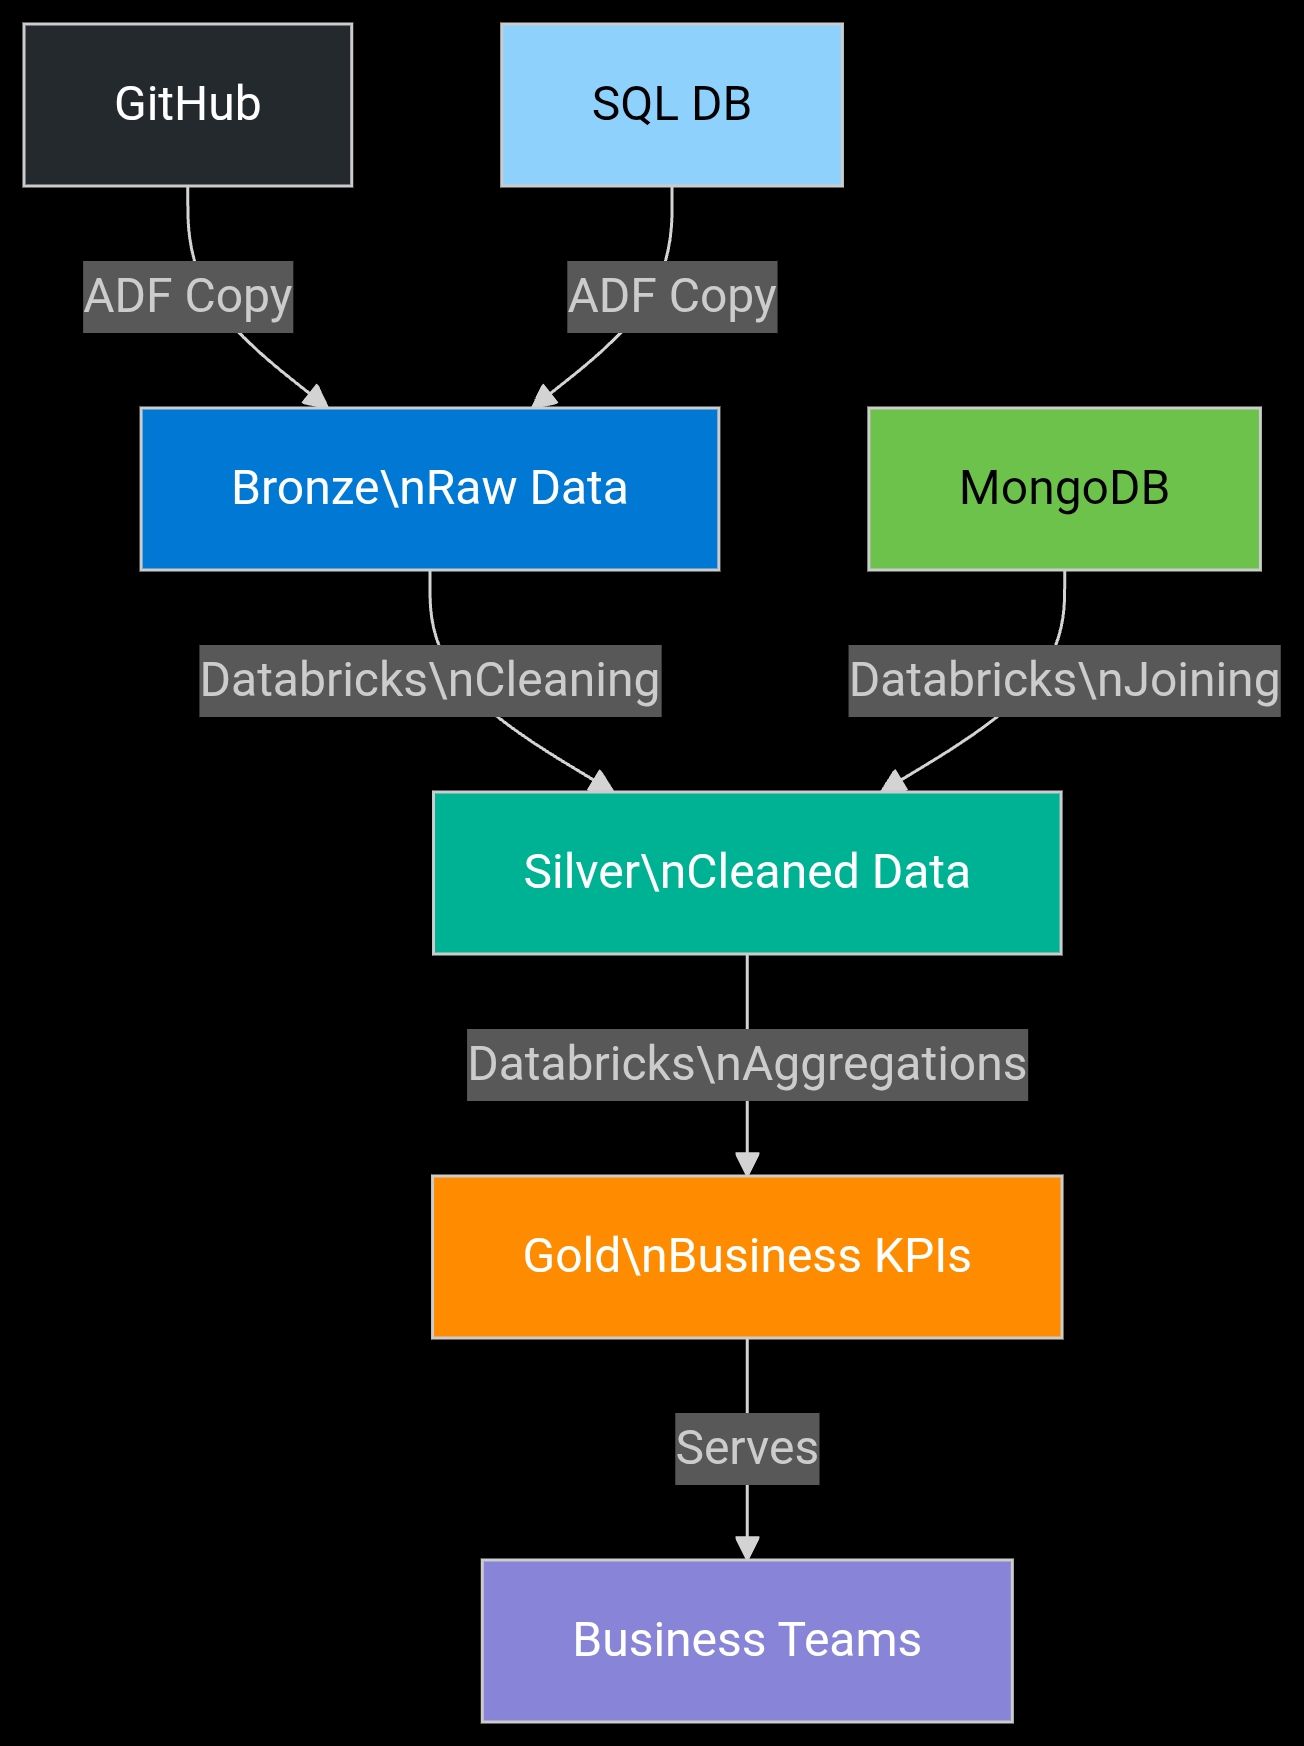 GitHub
SQL DB
ADF Copy
ADF Copy
Bronze\nRaw Data
MongoDB
Databricks\nCleaning
Databricks\nJoining
Silver\nCleaned Data
Databricks\nAggregations
Gold\nBusiness KPIs
Serves
Business Teams